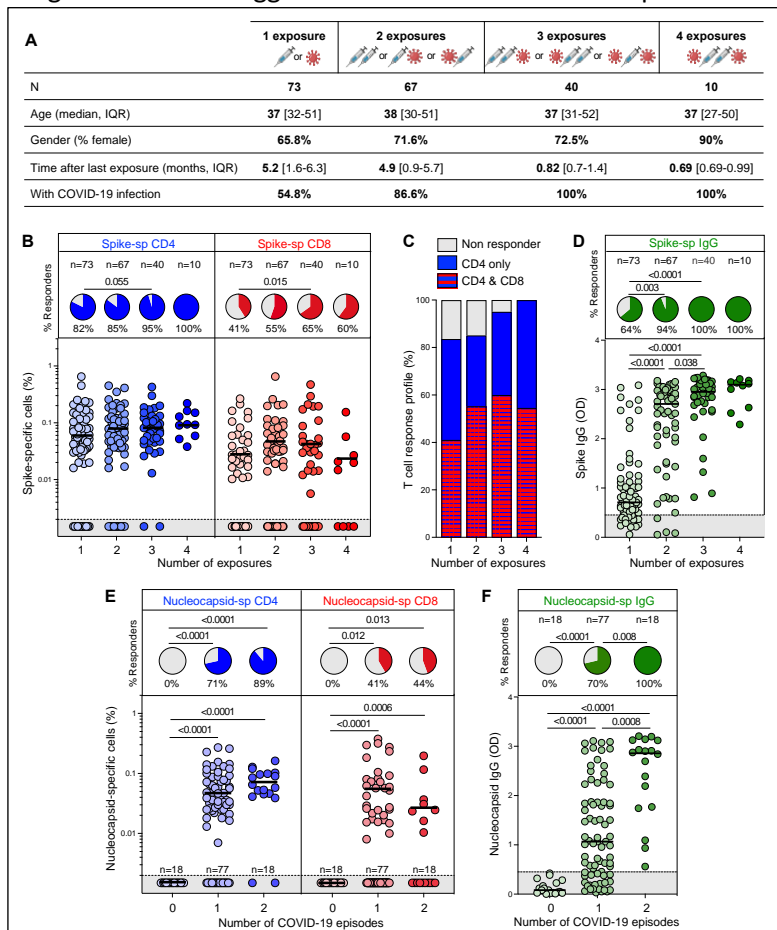 A
1 exposure 2 exposures 3 exposures 4 exposures
or or or or or
N 73 67 40 10
Age (median, IQR) 37 [32-51] 38 [30-51] 37 [31-52] 37 [27-50]
Gender (% female) 65.8% 71.6% 72.5% 90%
Time after last exposure (months, IQR) 5.2 [1.6-6.3] 4.9 [0.9-5.7] 0.82 [0.7-1.4] 0.69 [0.69-0.99]
With COVID-19 infection 54.8% 86.6% 100% 100%
B
Spike-sp CD4 Spike-sp CD8
% Responders
n=73 n=67 n=40 n=10 n=73 n=67 n=40 n=10
0.055 0.015
82% 85% 95% 100% 41% 55% 65% 60%
Spike-specific cells (%)
1
0.1
0.01
1 2 3 4 1 2 3 4
Number of exposures
C
Non responder
CD4 only
CD4 & CD8
T cell response profile (%)
100
80
60
40
20
0
1 2 3 4
Number of exposures
D
Spike-sp IgG
% Responders
n=73 n=67 n=40 n=10
<0.0001
0.003
64% 94% 100% 100%
Spike IgG (OD)
<0.0001
<0.0001 0.038
4
3
2
1
0
1 2 3 4
Number of exposures
E
Nucleocapsid-sp CD4 Nucleocapsid-sp CD8
% Responders
<0.0001 0.013
<0.0001 0.012
0% 71% 89% 0% 41% 44%
Nucleocapsid-specific cells (%)
<0.0001 0.0006
<0.0001 <0.0001
1
0.1
0.01
n=18 n=77 n=18 n=18 n=77 n=18
0 1 2 0 1 2
Number of COVID-19 episodes
F
Nucleocapsid-sp IgG
% Responders
n=18 n=77 n=18
<0.0001 0.008
0% 70% 100%
Nucleocapsid IgG (OD)
<0.0001
<0.0001 0.0008
4
3
2
1
0
0 1 2
Number of COVID-19 episodes